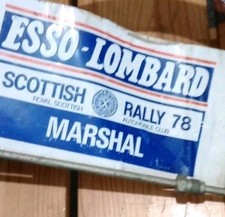 ESSO-LOMBARD
SCOTTISH RALLY 78
ROYAL SCOTTISH AUTOMOBILE CLUB
MARSHAL